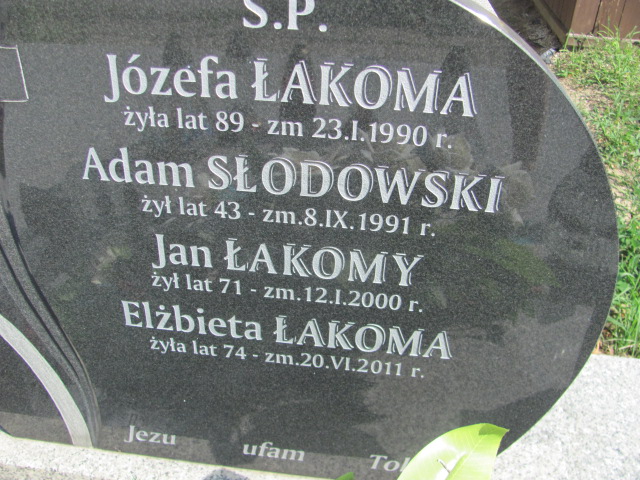 Ś.P.
Józefa ŁAKOMA
żyła lat 89 - zm 23.I.1990 r.
Adam SŁODOWSKI
żył lat 43 - zm.8.IX.1991 r.
Jan ŁAKOMY
żył lat 71 - zm.12.I.2000 r.
Elżbieta ŁAKOMA
żyła lat 74 - zm.20.VI.2011 r.
Jezu ufam